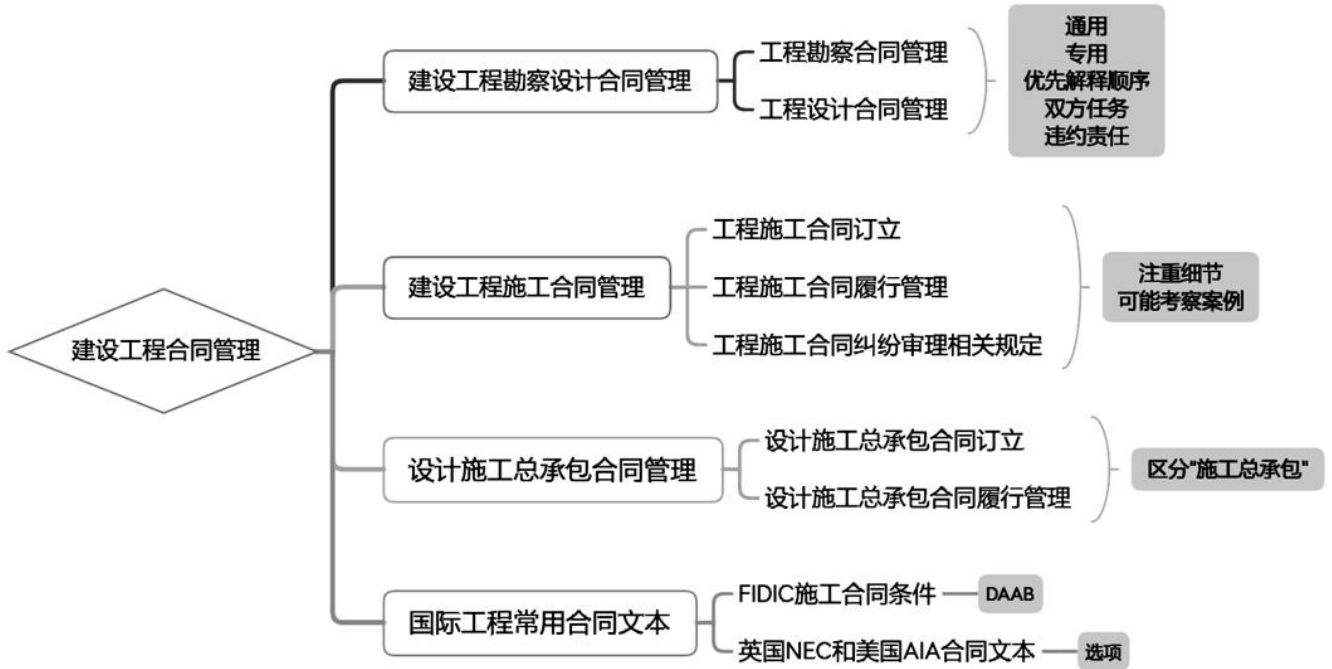 建设工程合同管理
建设工程勘察设计合同管理
工程勘察合同管理
工程设计合同管理
通用
专用
优先解释顺序
双方任务
违约责任
建设工程施工合同管理
工程施工合同订立
工程施工合同履行管理
工程施工合同纠纷审理相关规定
注重细节
可能考察案例
设计施工总承包合同管理
设计施工总承包合同订立
设计施工总承包合同履行管理
区分"施工总承包"
国际工程常用合同文本
FIDIC施工合同条件
DAAB
英国NEC和美国AIA合同文本
选项